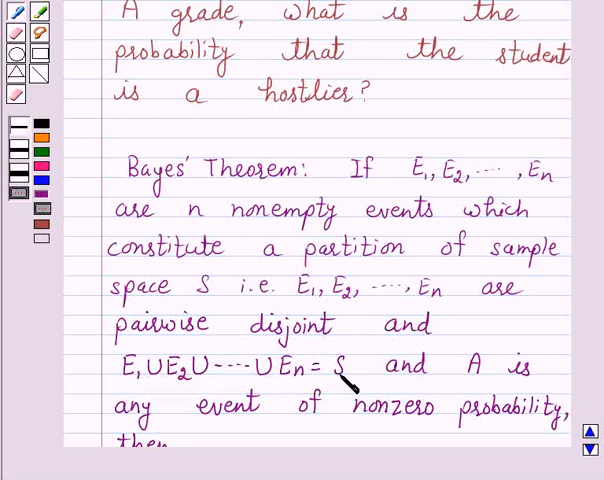 A grade, what is the
probability that the student
is a hostlier?
Bayes' Theorem: If E₁, E₂, ····, Eₙ
are n nonempty events which
constitute a partition of sample
space S i.e. E₁, E₂, ····, Eₙ are
pairwise disjoint and
E₁ ∪ E₂ ∪ ---- ∪ Eₙ = S and A is
any event of nonzero probability,
then